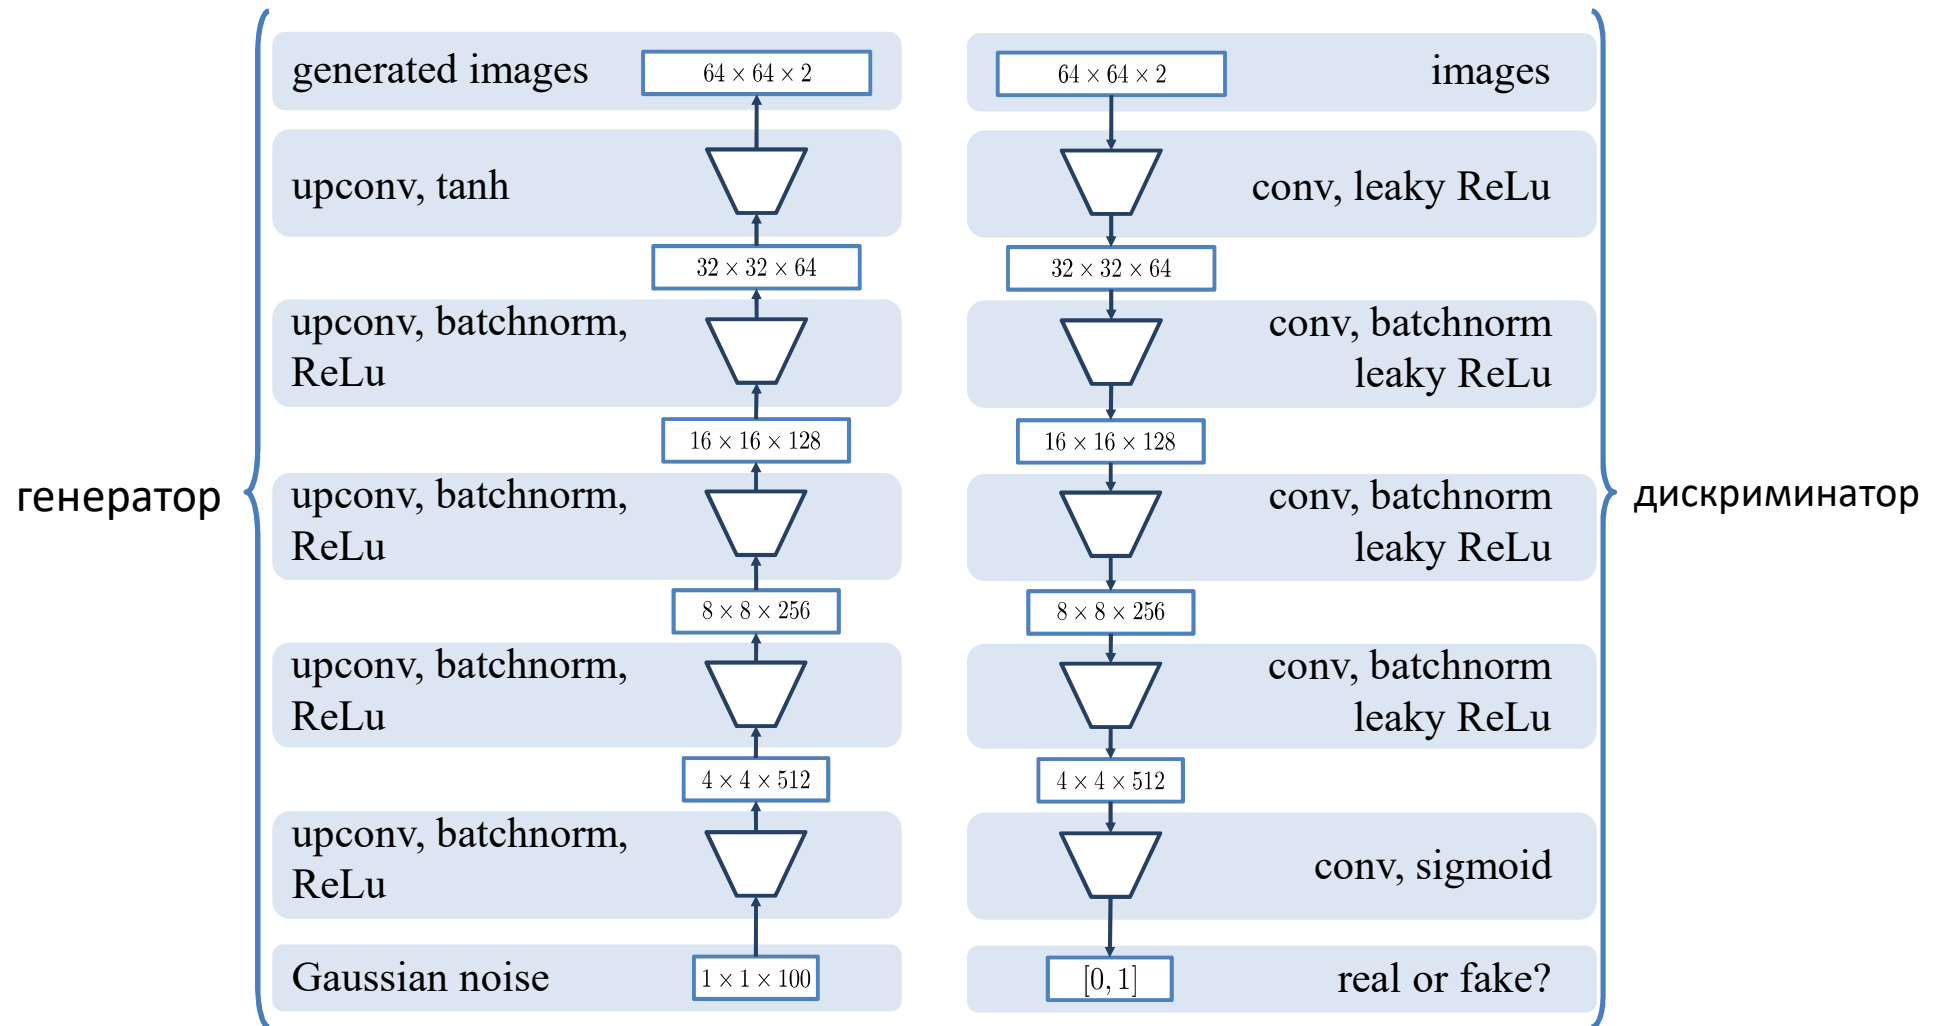 генератор
generated images
64 × 64 × 2
upconv, tanh
32 × 32 × 64
upconv, batchnorm,
ReLu
16 × 16 × 128
upconv, batchnorm,
ReLu
8 × 8 × 256
upconv, batchnorm,
ReLu
4 × 4 × 512
upconv, batchnorm,
ReLu
Gaussian noise
1 × 1 × 100
64 × 64 × 2
images
conv, leaky ReLu
32 × 32 × 64
conv, batchnorm
leaky ReLu
16 × 16 × 128
conv, batchnorm
leaky ReLu
8 × 8 × 256
conv, batchnorm
leaky ReLu
4 × 4 × 512
conv, sigmoid
[0, 1]
real or fake?
дискриминатор